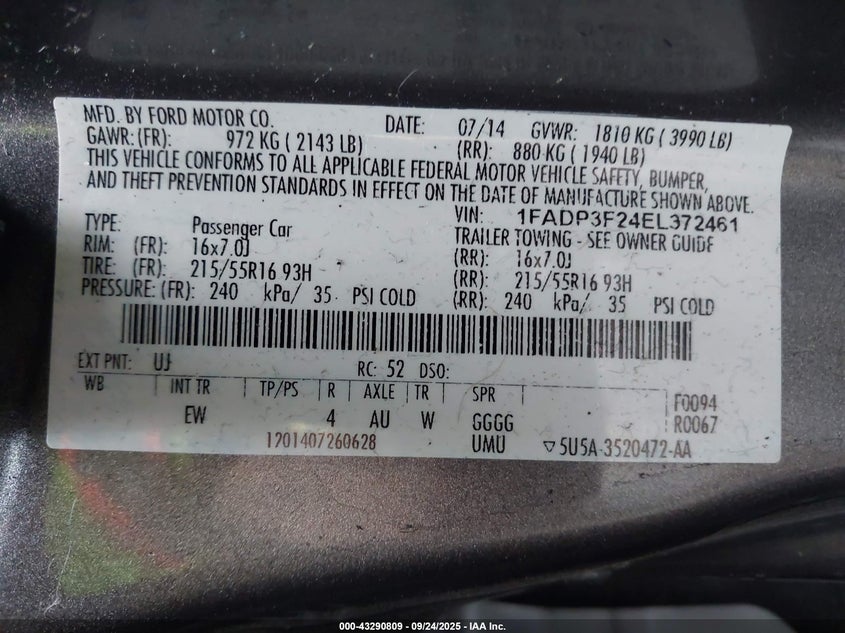 MFD. BY FORD MOTOR CO. DATE: 07/14 GVWR: 1810 KG ( 3990 LB)
GAWR: (FR): 972 KG ( 2143 LB) (RR): 880 KG ( 1940 LB)
THIS VEHICLE CONFORMS TO ALL APPLICABLE FEDERAL MOTOR VEHICLE SAFETY, BUMPER,
AND THEFT PREVENTION STANDARDS IN EFFECT ON THE DATE OF MANUFACTURE SHOWN ABOVE.
VIN: 1FADP3F24EL372461
TYPE: Passenger Car TRAILER TOWING - SEE OWNER GUIDE
RIM: (FR): 16x7.0J (RR): 16x7.0J
TIRE: (FR): 215/55R16 93H (RR): 215/55R16 93H
PRESSURE: (FR): 240 kPa/ 35 PSI COLD (RR): 240 kPa/ 35 PSI COLD
EXT PNT: UJ RC: 52 DSO:
WB INT TR TP/PS R AXLE TR SPR F0094
EW 4 AU W GGGG R0067
1201407260628 UMU ▽5U5A-3520472-AA
000-43290809 - 09/24/2025 - IAA Inc.